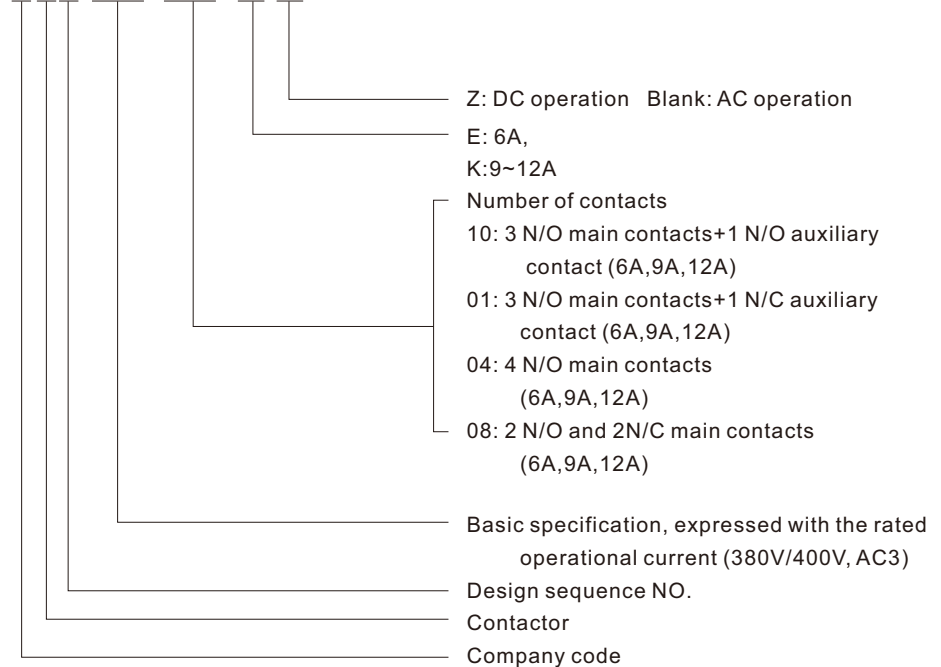 Z: DC operation   Blank: AC operation
E: 6A,
K:9~12A
Number of contacts
10: 3 N/O main contacts+1 N/O auxiliary
contact (6A,9A,12A)
01: 3 N/O main contacts+1 N/C auxiliary
contact (6A,9A,12A)
04: 4 N/O main contacts
(6A,9A,12A)
08: 2 N/O and 2N/C main contacts
(6A,9A,12A)
Basic specification, expressed with the rated
operational current (380V/400V, AC3)
Design sequence NO.
Contactor
Company code